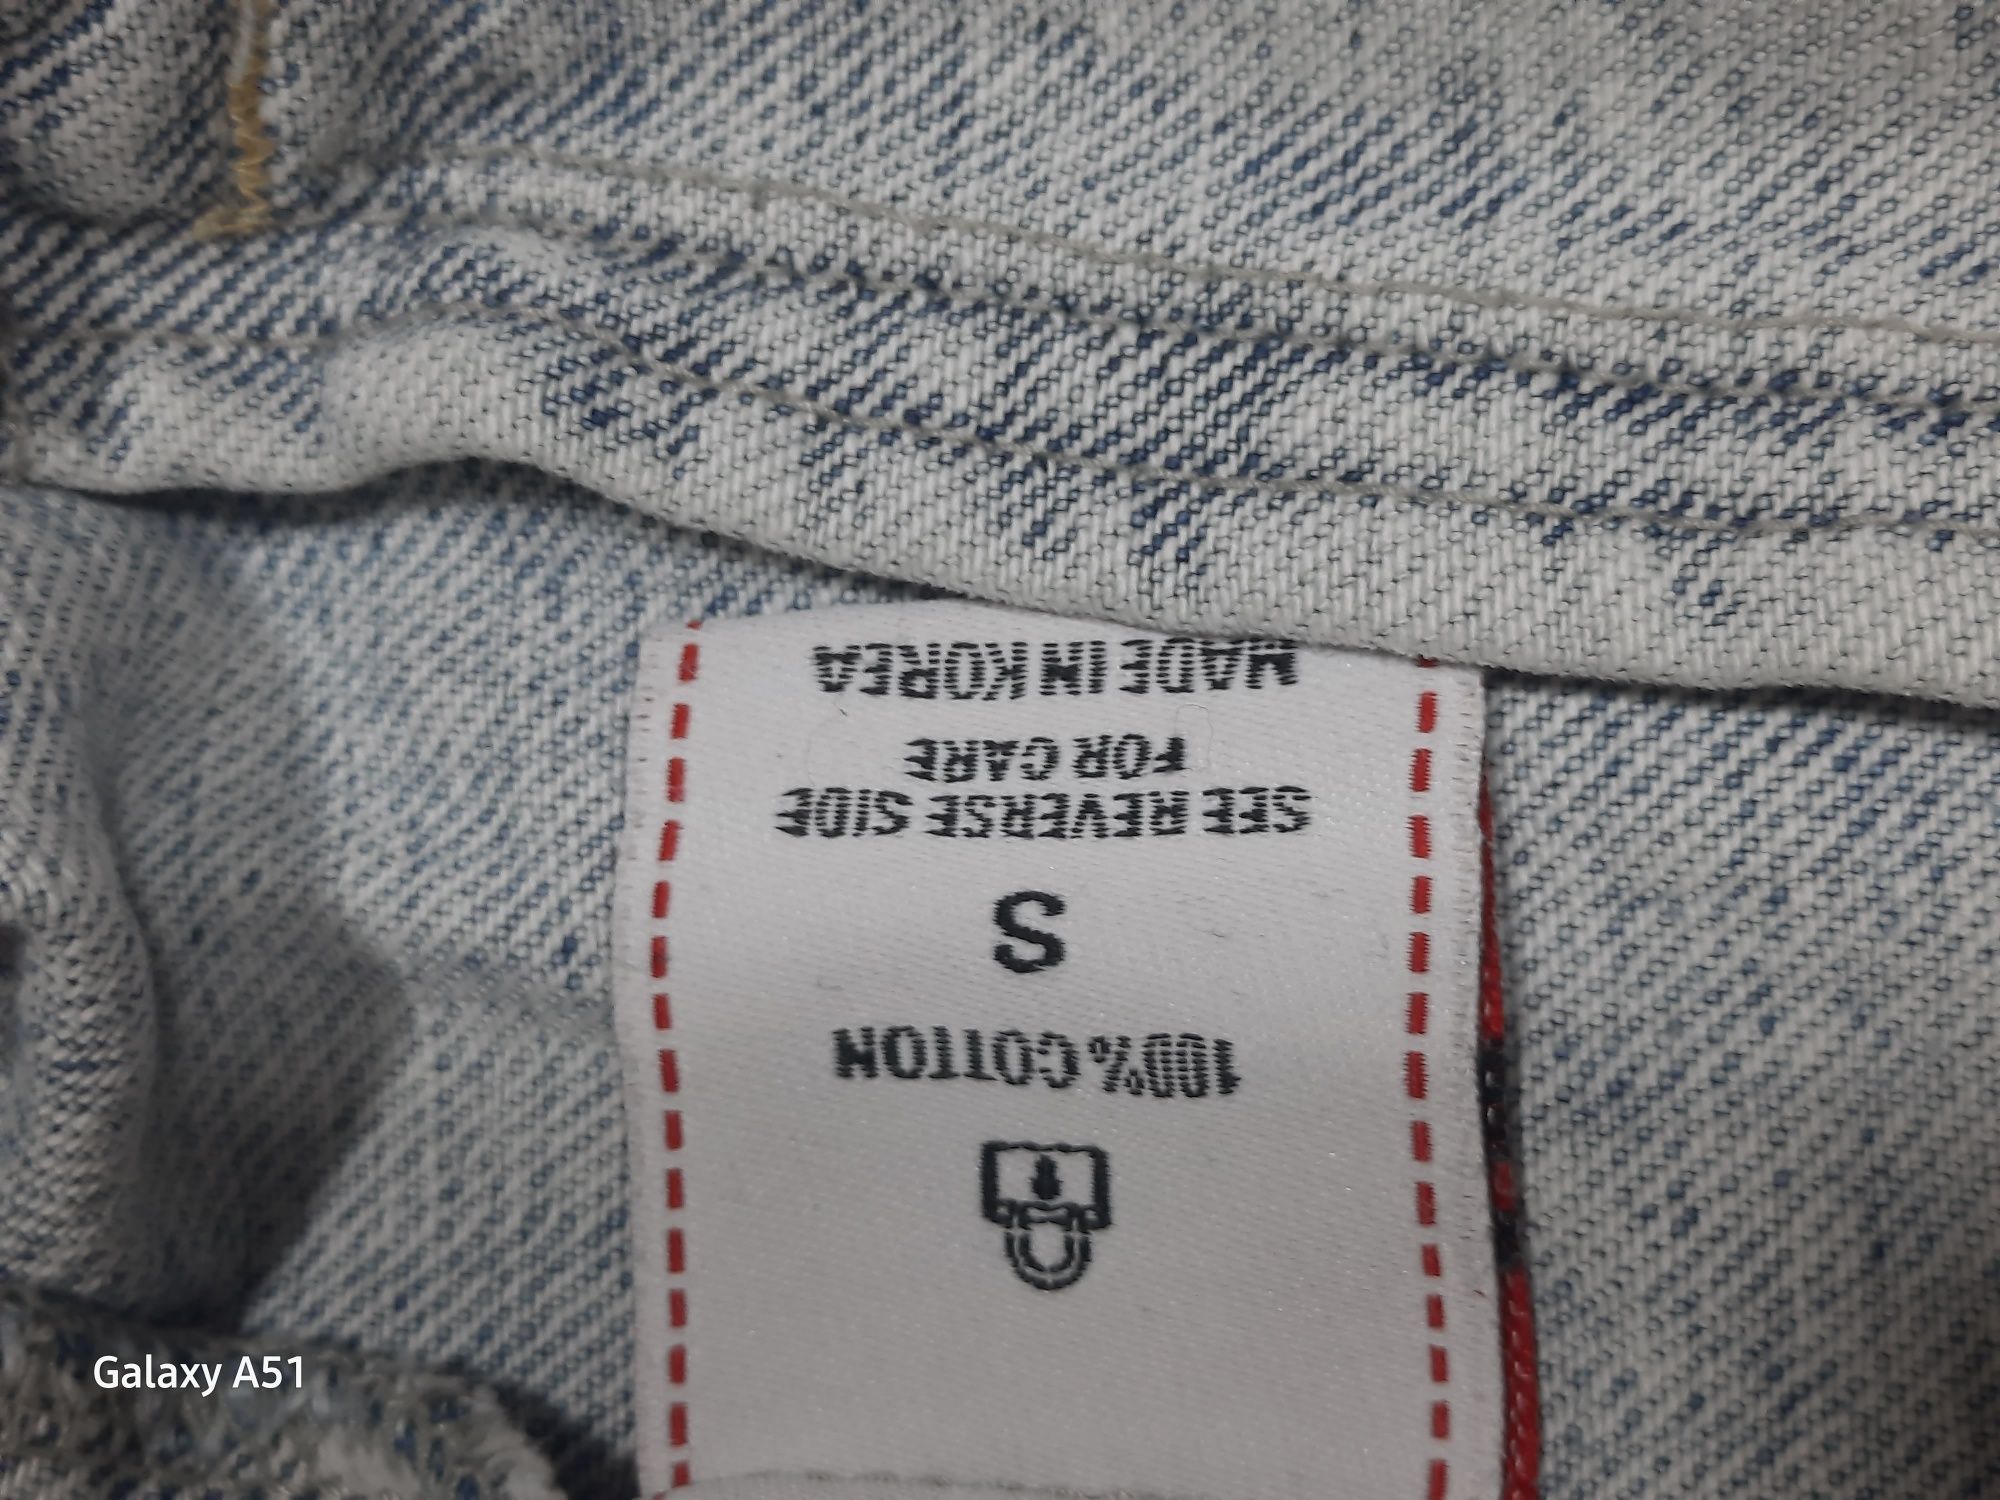 100% COTTON
S
SEE REVERSE SIDE
FOR CARE
MADE IN KOREA
Galaxy A51